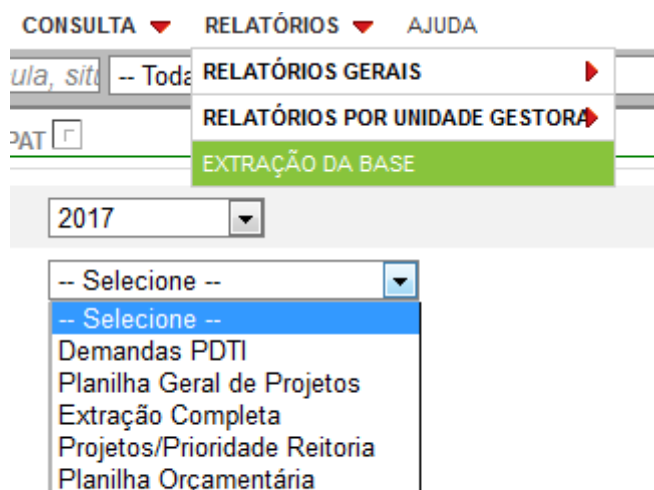 CONSULTA RELATÓRIOS AJUDA
ula, sit -- Toda
RELATÓRIOS GERAIS
RELATÓRIOS POR UNIDADE GESTORA
PAT
EXTRAÇÃO DA BASE
2017
-- Selecione --
-- Selecione --
Demandas PDTI
Planilha Geral de Projetos
Extração Completa
Projetos/Prioridade Reitoria
Planilha Orçamentária